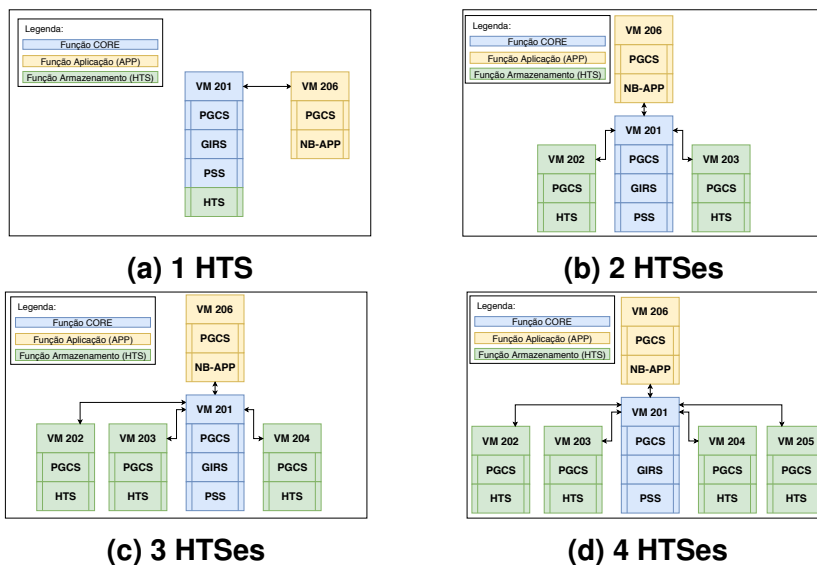 Legenda:
Função CORE
Função Aplicação (APP)
Função Armazenamento (HTS)
VM 201
PGCS
GIRS
PSS
HTS
VM 206
PGCS
NB-APP
(a) 1 HTS
Legenda:
Função CORE
Função Aplicação (APP)
Função Armazenamento (HTS)
VM 206
PGCS
NB-APP
VM 201
PGCS
GIRS
PSS
VM 202
PGCS
HTS
VM 203
PGCS
HTS
(b) 2 HTSes
Legenda:
Função CORE
Função Aplicação (APP)
Função Armazenamento (HTS)
VM 206
PGCS
NB-APP
VM 201
PGCS
GIRS
PSS
VM 202
PGCS
HTS
VM 203
PGCS
HTS
VM 204
PGCS
HTS
(c) 3 HTSes
Legenda:
Função CORE
Função Aplicação (APP)
Função Armazenamento (HTS)
VM 206
PGCS
NB-APP
VM 201
PGCS
GIRS
PSS
VM 202
PGCS
HTS
VM 203
PGCS
HTS
VM 204
PGCS
HTS
VM 205
PGCS
HTS
(d) 4 HTSes